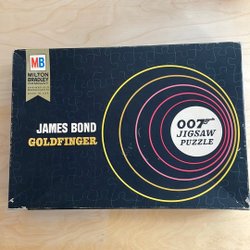 MB
MILTON
BRADLEY
JAMES BOND
GOLDFINGER
007
JIGSAW
PUZZLE